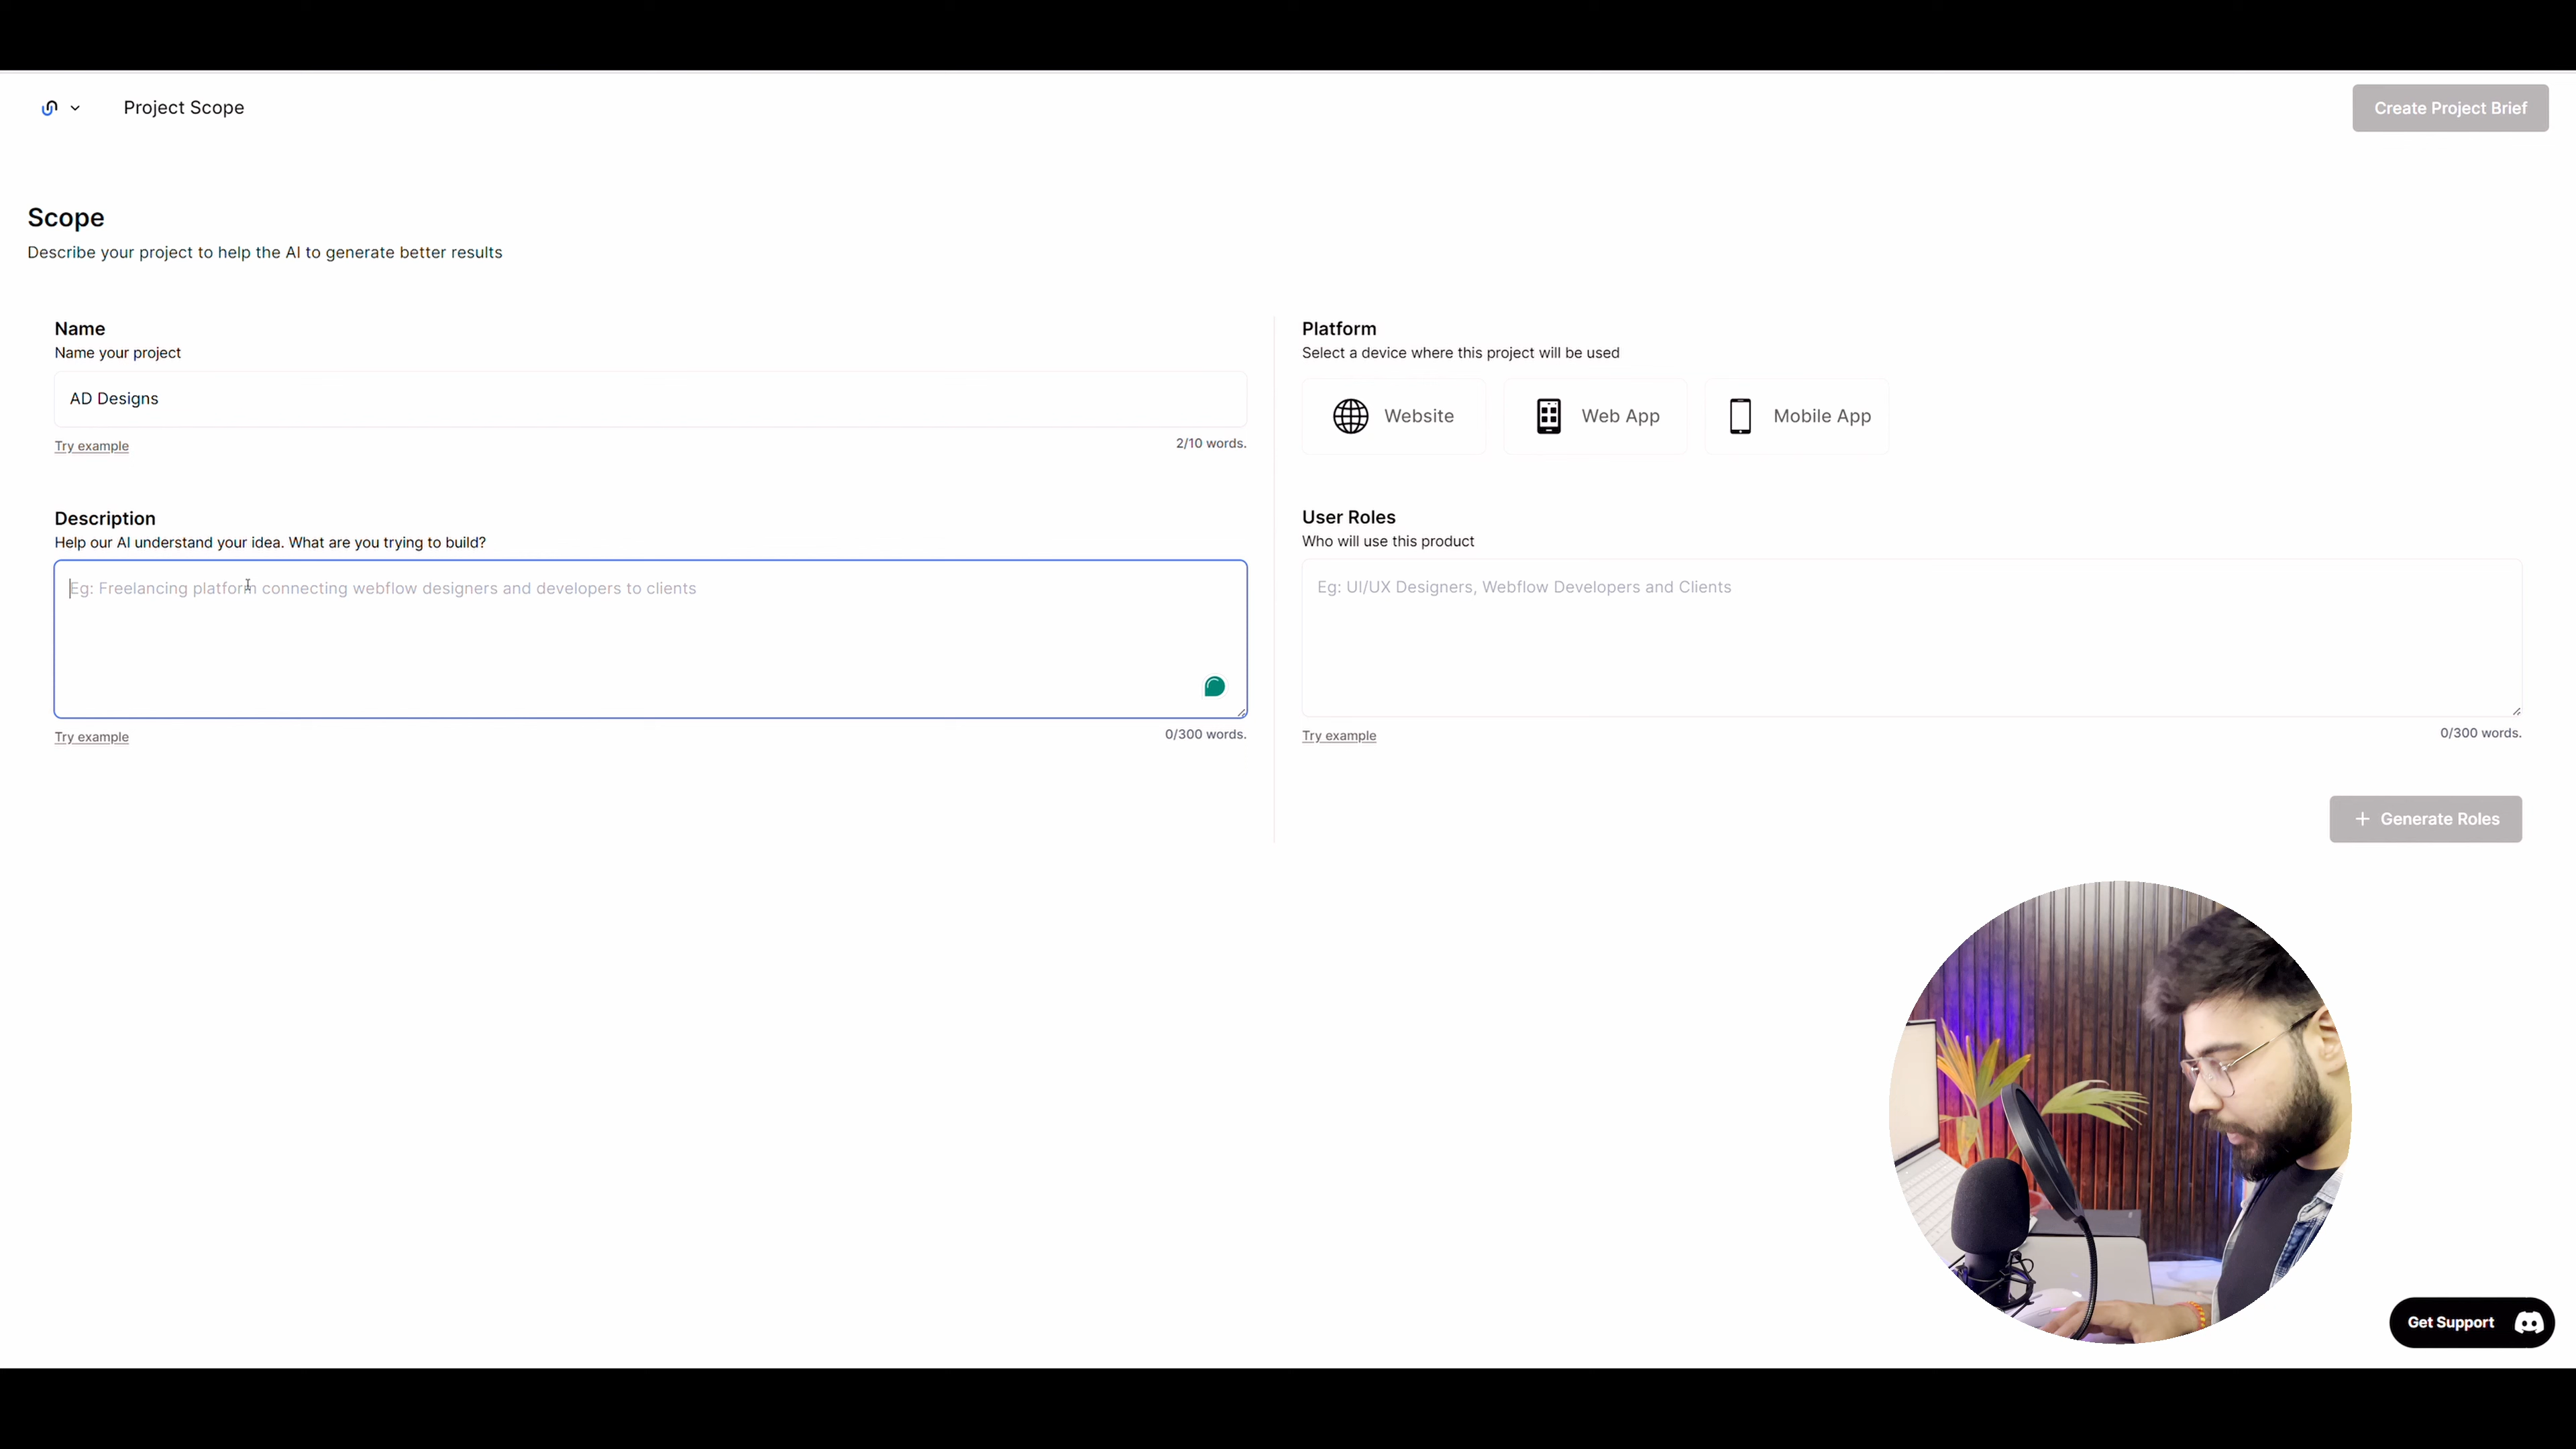 Project Scope
Create Project Brief
Scope
Describe your project to help the AI to generate better results
Name
Name your project
AD Designs
Try example
2/10 words.
Description
Help our AI understand your idea. What are you trying to build?
Eg: Freelancing platform connecting webflow designers and developers to clients
Try example
0/300 words.
Platform
Select a device where this project will be used
Website
Web App
Mobile App
User Roles
Who will use this product
Eg: UI/UX Designers, Webflow Developers and Clients
Try example
0/300 words.
+ Generate Roles
Get Support